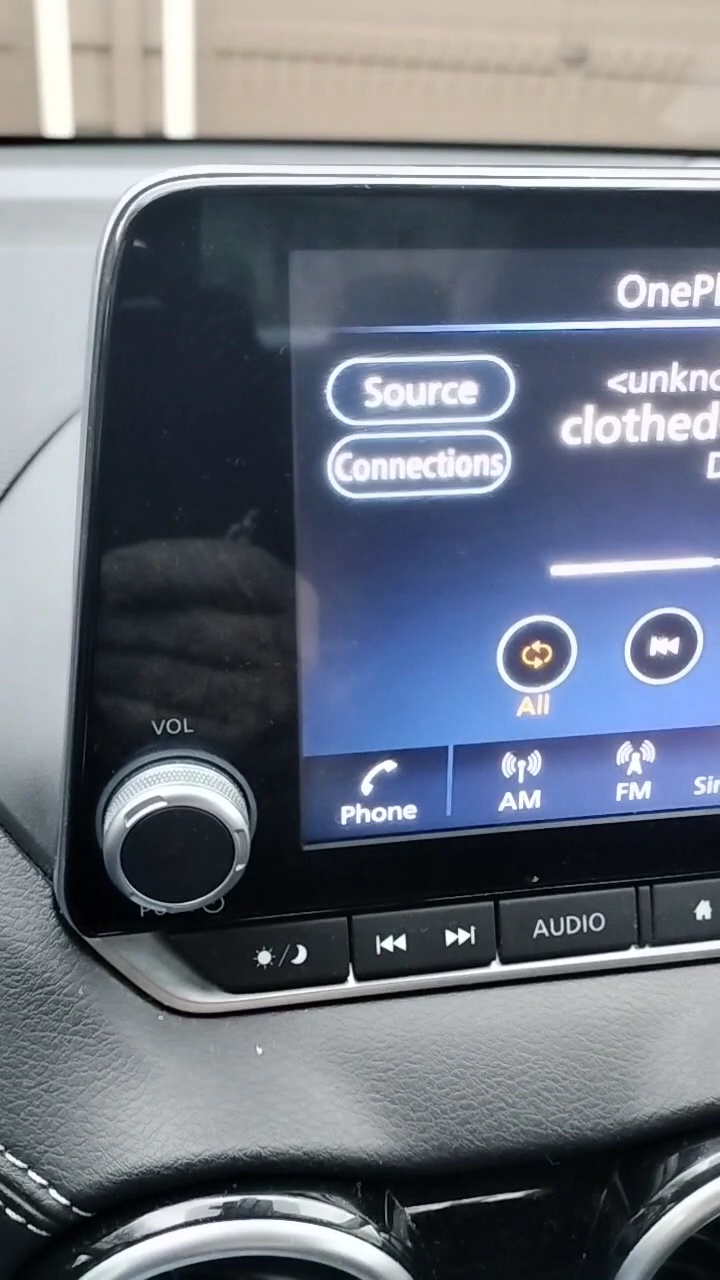 OnePl
Source
<unkno
clothed
Connections
D
All
VOL
Phone
AM
FM
Sir
AUDIO